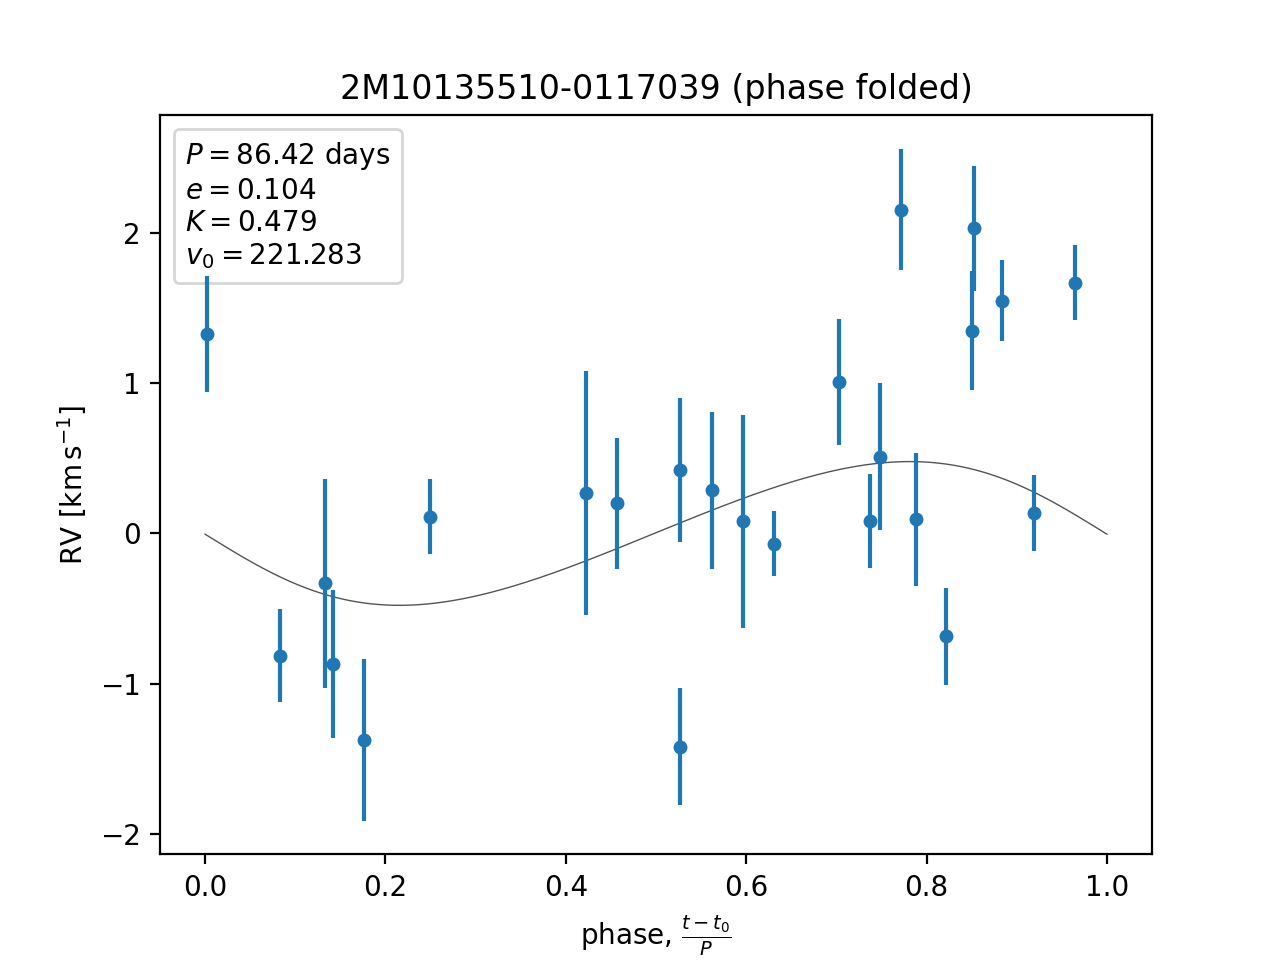 2M10135510-0117039 (phase folded)
P = 86.42 days
e = 0.104
K = 0.479
v₀ = 221.283
2
1
0
−1
−2
RV [km s⁻¹]
0.0 0.2 0.4 0.6 0.8 1.0
phase, (t − t₀)/P